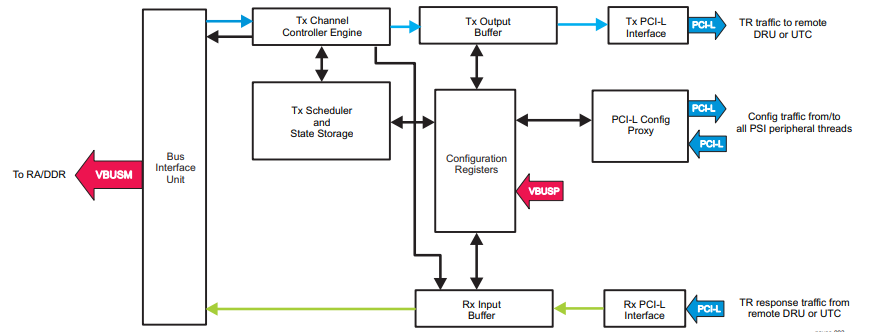 Tx Channel
Controller Engine
Tx Output
Buffer
Tx PCI-L
Interface
PCI-L
TR traffic to remote
DRU or UTC
Tx Scheduler
and
State Storage
Configuration
Registers
PCI-L Config
Proxy
PCI-L
PCI-L
Config traffic from/to
all PSI peripheral threads
To RA/DDR
VBUSM
Bus
Interface
Unit
VBUSP
Rx Input
Buffer
Rx PCI-L
Interface
PCI-L
TR response traffic from
remote DRU or UTC